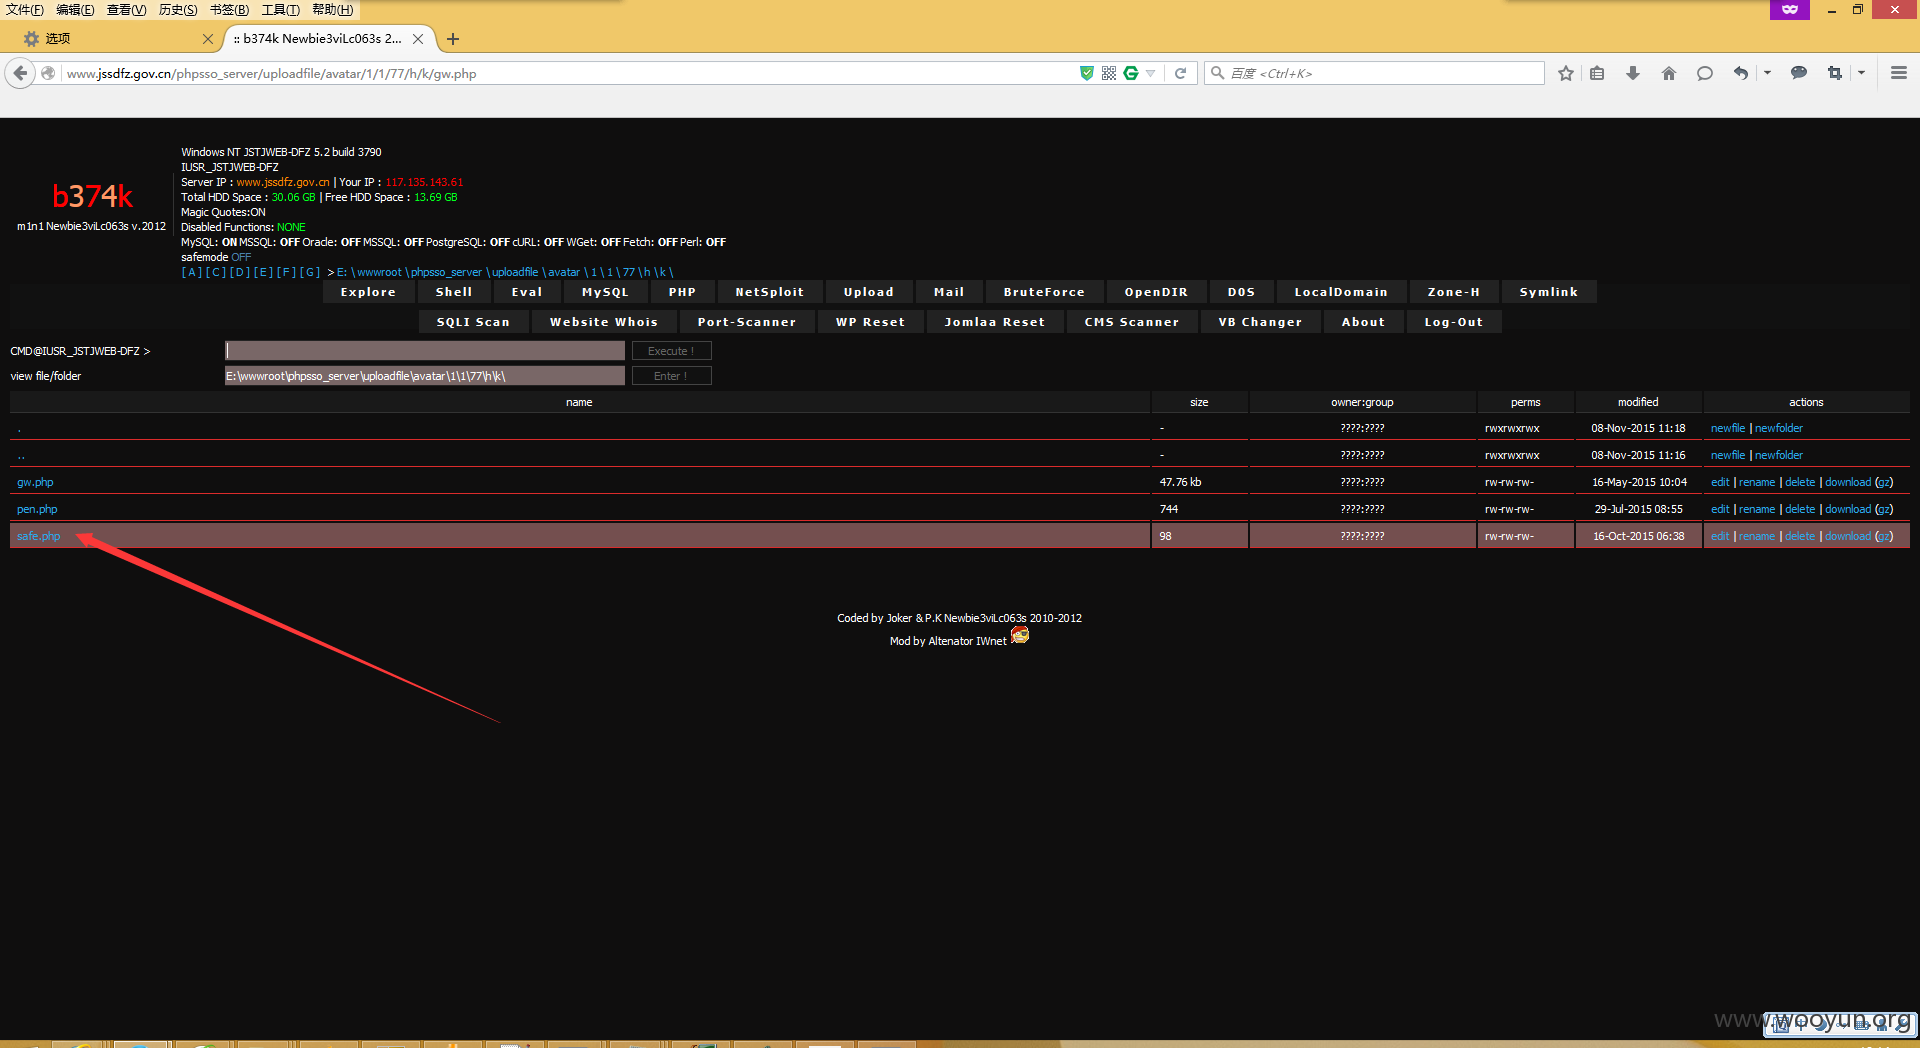 文件(F) 编辑(E) 查看(V) 历史(S) 书签(B) 工具(T) 帮助(H)
选项
:: b374k Newbie3viLc063s 2...
www.jssdfz.gov.cn/phpsso_server/uploadfile/avatar/1/1/77/h/k/gw.php
百度 <Ctrl+K>
Windows NT JSTJWEB-DFZ 5.2 build 3790
IUSR_JSTJWEB-DFZ
Server IP : www.jssdfz.gov.cn | Your IP : 117.135.143.61
Total HDD Space : 30.06 GB | Free HDD Space : 13.69 GB
Magic Quotes:ON
Disabled Functions: NONE
MySQL: ON MSSQL: OFF Oracle: OFF MSSQL: OFF PostgreSQL: OFF cURL: OFF WGet: OFF Fetch: OFF Perl: OFF
safemode OFF
[ A ] [ C ] [ D ] [ E ] [ F ] [ G ] > E: \ wwwroot \ phpsso_server \ uploadfile \ avatar \ 1 \ 1 \ 77 \ h \ k \
b374k
m1n1 Newbie3viLc063s v.2012
Explore Shell Eval MySQL PHP NetSploit Upload Mail BruteForce OpenDIR D0S LocalDomain Zone-H Symlink
SQLI Scan Website Whois Port-Scanner WP Reset Jomlaa Reset CMS Scanner VB Changer About Log-Out
CMD@IUSR_JSTJWEB-DFZ > Execute !
view file/folder E:\wwwroot\phpsso_server\uploadfile\avatar\1\1\77\h\k\ Enter !
name size owner:group perms modified actions
. - ????:???? rwxrwxrwx 08-Nov-2015 11:18 newfile | newfolder
.. - ????:???? rwxrwxrwx 08-Nov-2015 11:16 newfile | newfolder
gw.php 47.76 kb ????:???? rw-rw-rw- 16-May-2015 10:04 edit | rename | delete | download (gz)
pen.php 744 ????:???? rw-rw-rw- 29-Jul-2015 08:55 edit | rename | delete | download (gz)
safe.php 98 ????:???? rw-rw-rw- 16-Oct-2015 06:38 edit | rename | delete | download (gz)
Coded by Joker & P.K Newbie3viLc063s 2010-2012
Mod by Altenator IWnet
www.wooyun.org